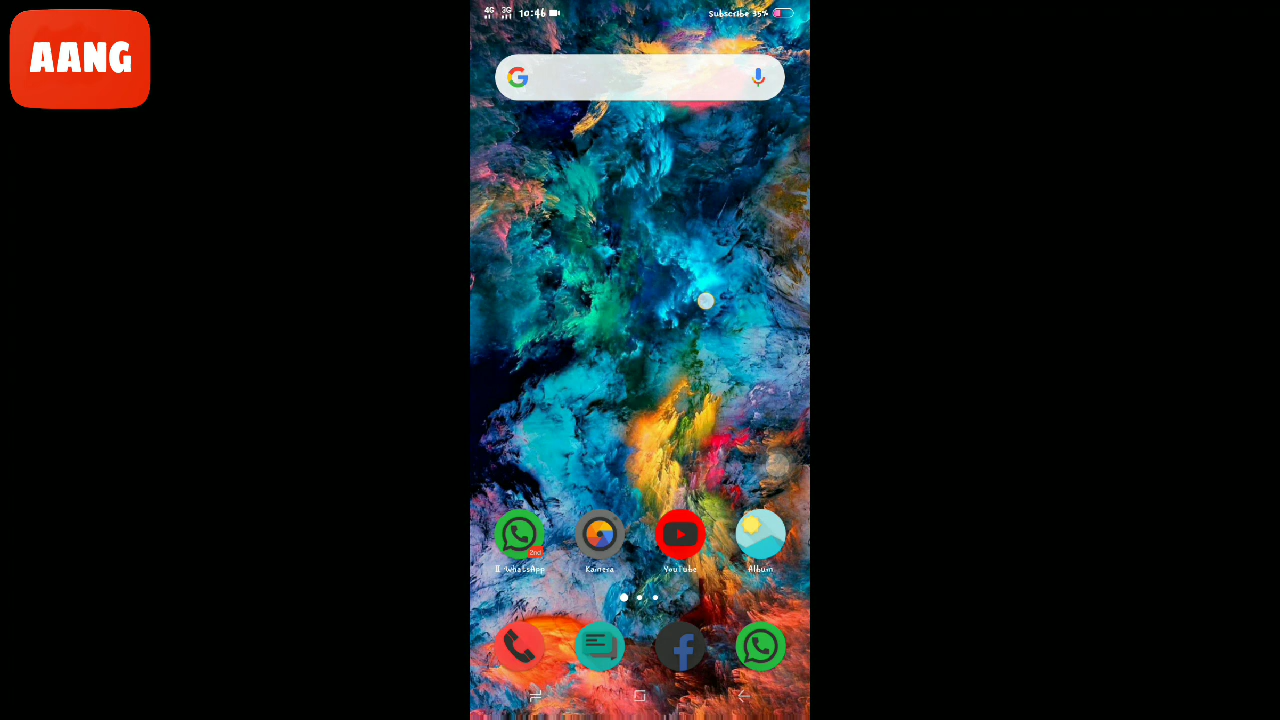 AANG
4G 3G 10:46 Subscribe 35%
G
2nd
II WhatsApp Kamera YouTube Album